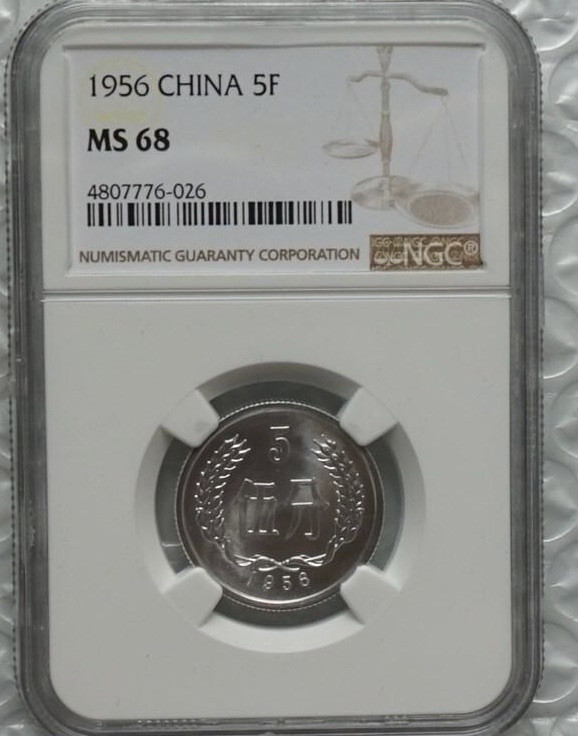 1956 CHINA 5F
MS 68
4807776-026
NUMISMATIC GUARANTY CORPORATION
NGC®
5
伍分
1956